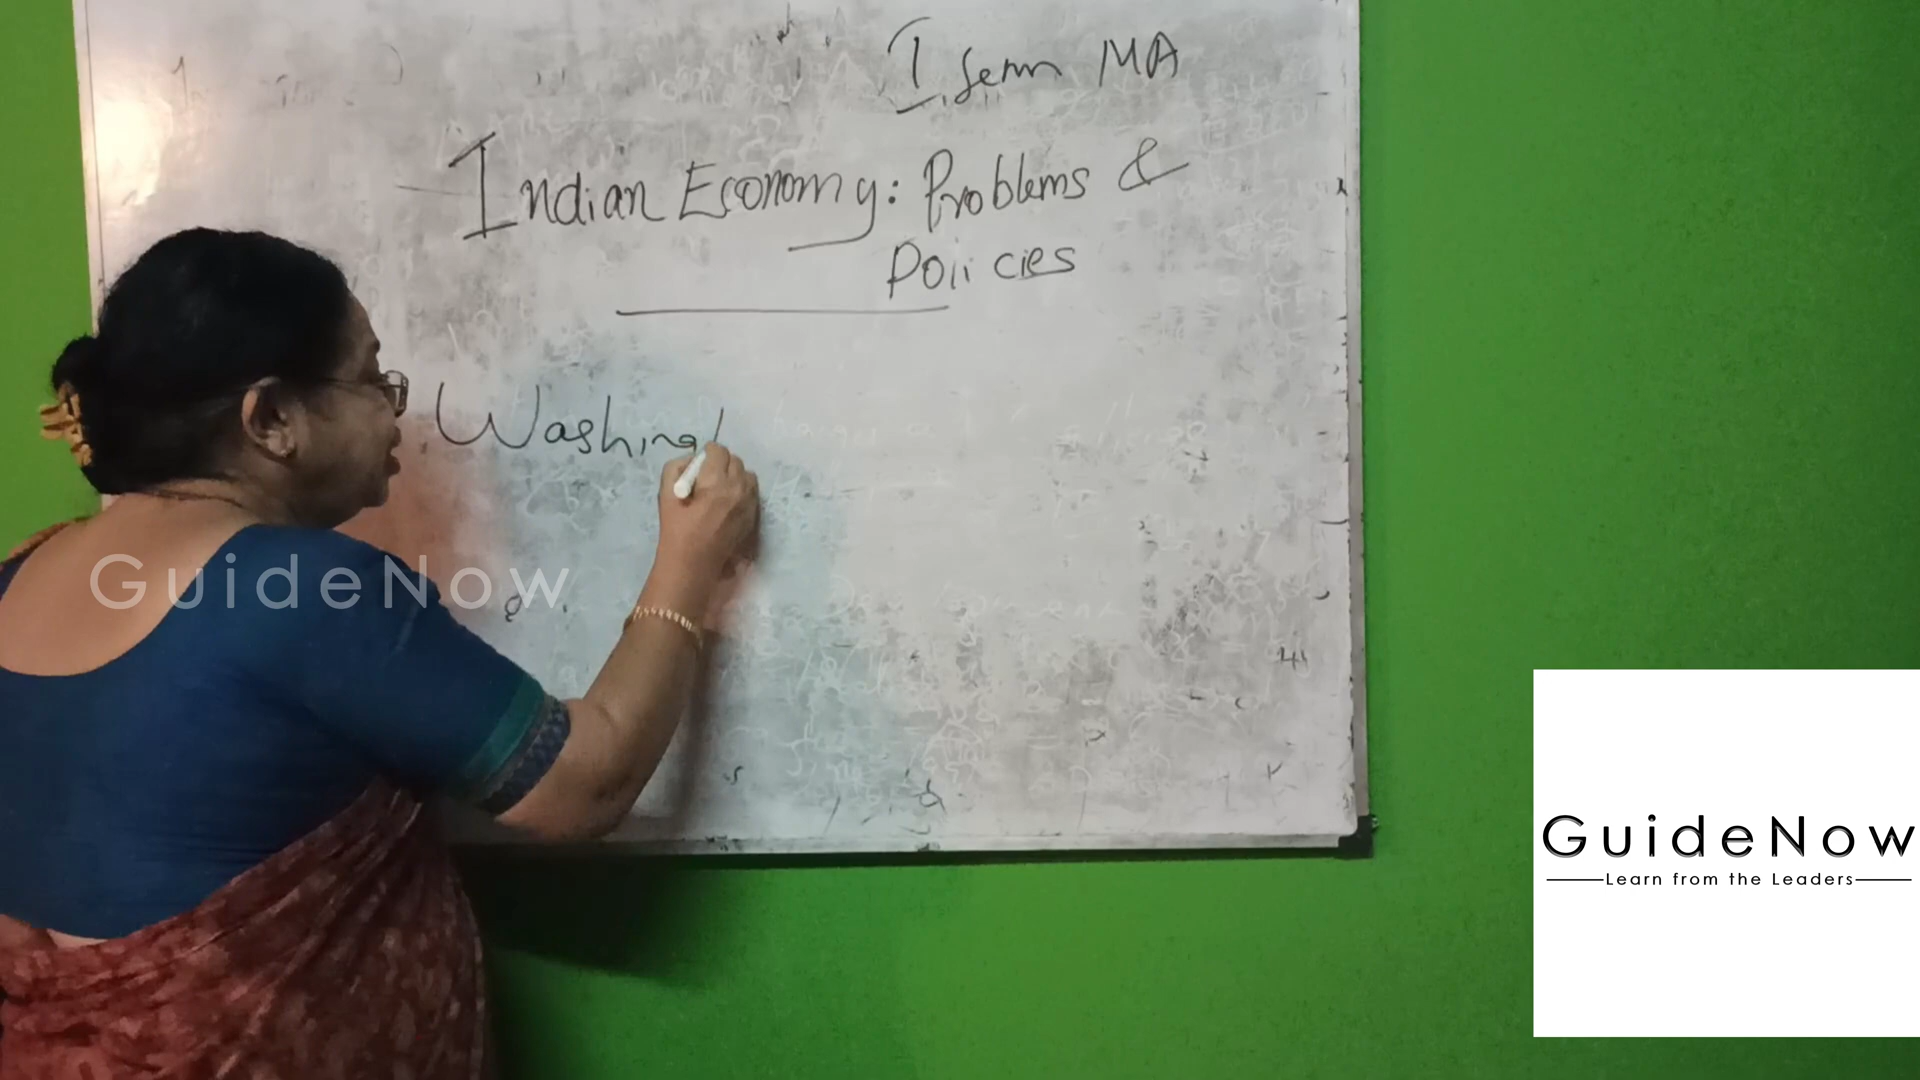 I sem MA
Indian Economy: Problems &
Policies
Washing
GuideNow
GuideNow
Learn from the Leaders